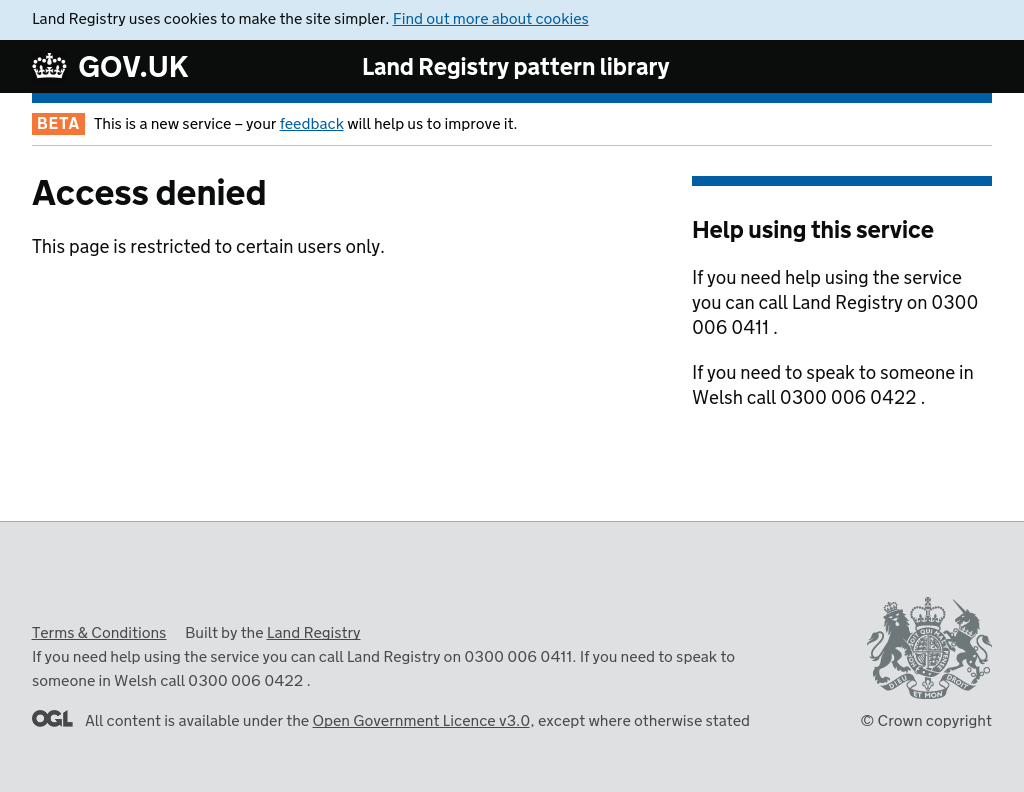 Land Registry uses cookies to make the site simpler. Find out more about cookies
GOV.UK
Land Registry pattern library
BETA This is a new service – your feedback will help us to improve it.
Access denied
This page is restricted to certain users only.
Help using this service
If you need help using the service
you can call Land Registry on 0300
006 0411 .
If you need to speak to someone in
Welsh call 0300 006 0422 .
Terms & Conditions Built by the Land Registry
If you need help using the service you can call Land Registry on 0300 006 0411. If you need to speak to
someone in Welsh call 0300 006 0422 .
OGL All content is available under the Open Government Licence v3.0, except where otherwise stated
DIEU ET MON DROIT
© Crown copyright